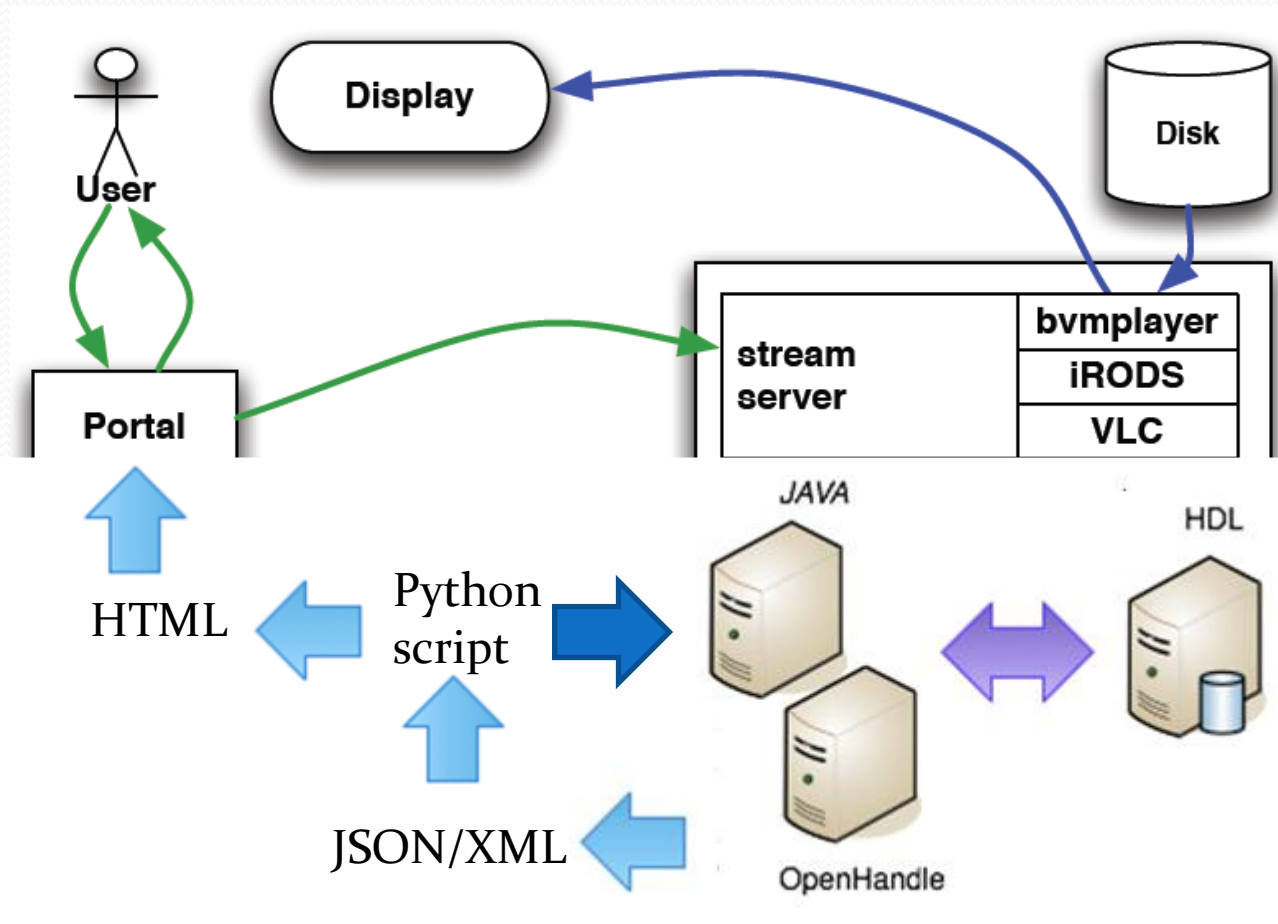 Display
Disk
User
bvmplayer
stream
server
iRODS
VLC
Portal
JAVA
HDL
Python
script
HTML
JSON/XML
OpenHandle